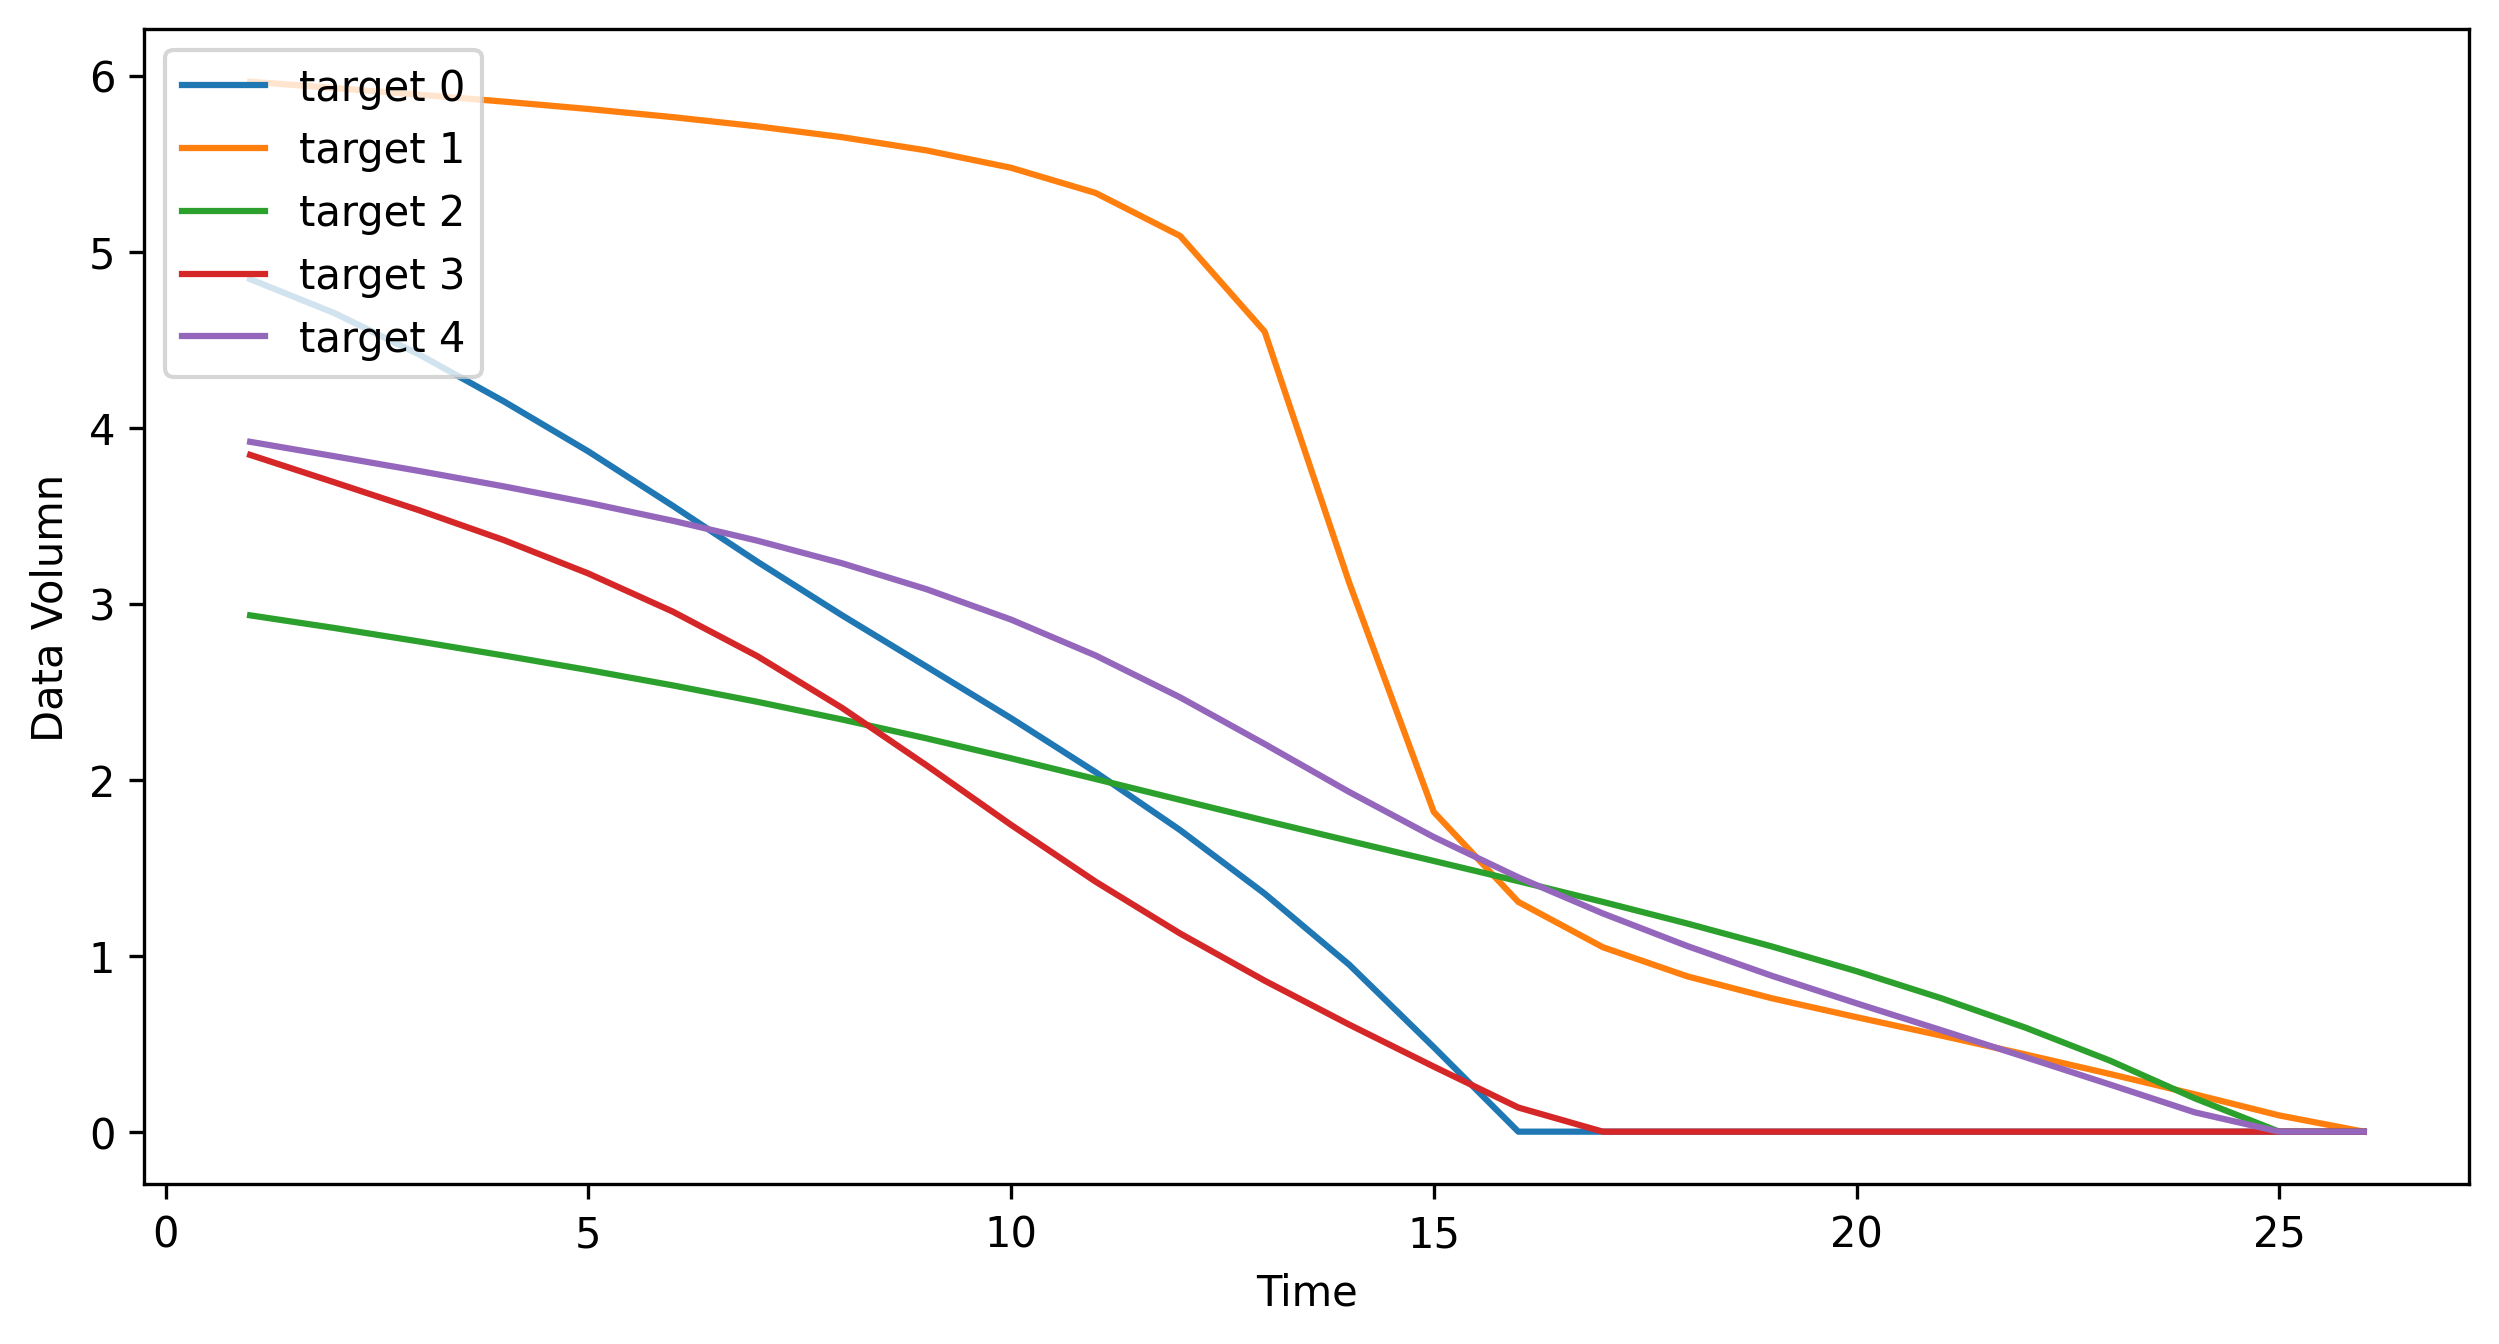 target 0
target 1
target 2
target 3
target 4
6
5
4
3
2
1
0
Data Volumn
0 5 10 15 20 25
Time